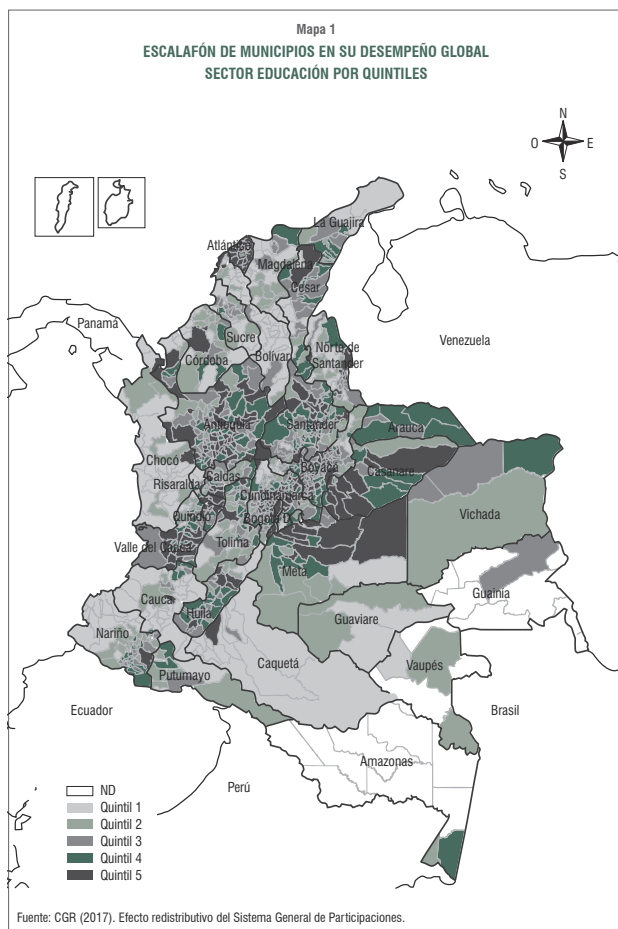 Mapa 1
ESCALAFÓN DE MUNICIPIOS EN SU DESEMPEÑO GLOBAL
SECTOR EDUCACIÓN POR QUINTILES
N
O
E
S
La Guajira
Atlántico
Magdalena
Cesar
Panamá
Sucre
Bolívar
Norte de
Santander
Venezuela
Córdoba
Antioquia
Santander
Arauca
Chocó
Boyacá
Casanare
Risaralda
Caldas
Cundinamarca
Vichada
Quindío
Bogotá D. C.
Valle del Cauca
Tolima
Meta
Guainía
Cauca
Huila
Guaviare
Nariño
Caquetá
Vaupés
Putumayo
Ecuador
Brasil
Amazonas
Perú
ND
Quintil 1
Quintil 2
Quintil 3
Quintil 4
Quintil 5
Fuente: CGR (2017). Efecto redistributivo del Sistema General de Participaciones.